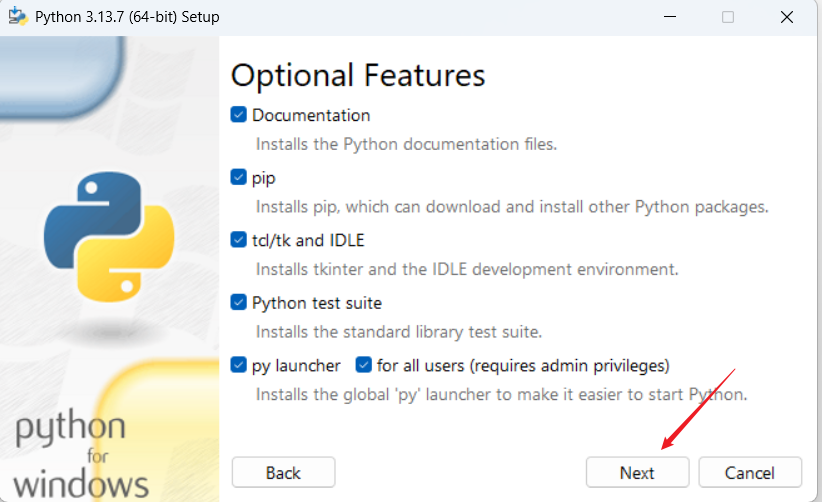 Python 3.13.7 (64-bit) Setup
Optional Features
Documentation
Installs the Python documentation files.
pip
Installs pip, which can download and install other Python packages.
tcl/tk and IDLE
Installs tkinter and the IDLE development environment.
Python test suite
Installs the standard library test suite.
py launcher for all users (requires admin privileges)
Installs the global 'py' launcher to make it easier to start Python.
python
for
windows
Back Next Cancel